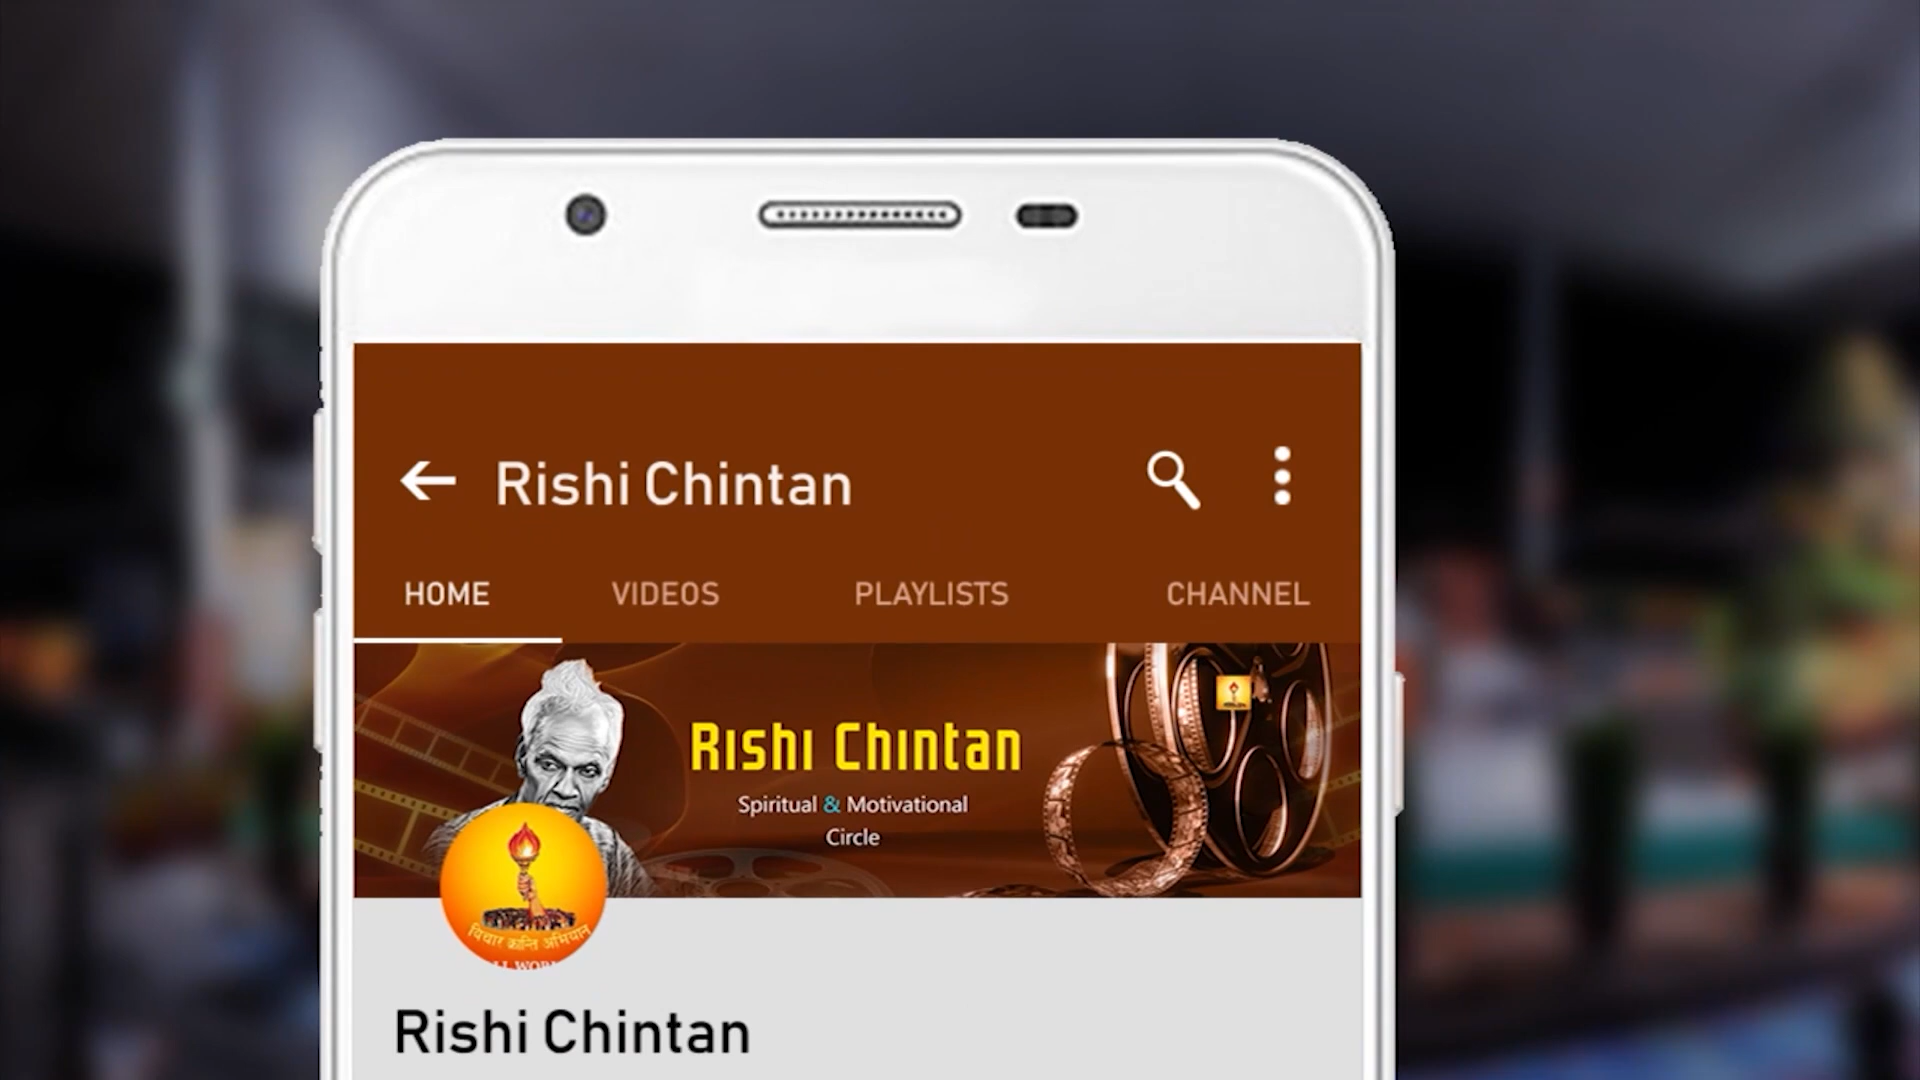 Rishi Chintan
HOME VIDEOS PLAYLISTS CHANNEL
Rishi Chintan
Spiritual & Motivational
Circle
विचार क्रान्ति अभियान
Rishi Chintan